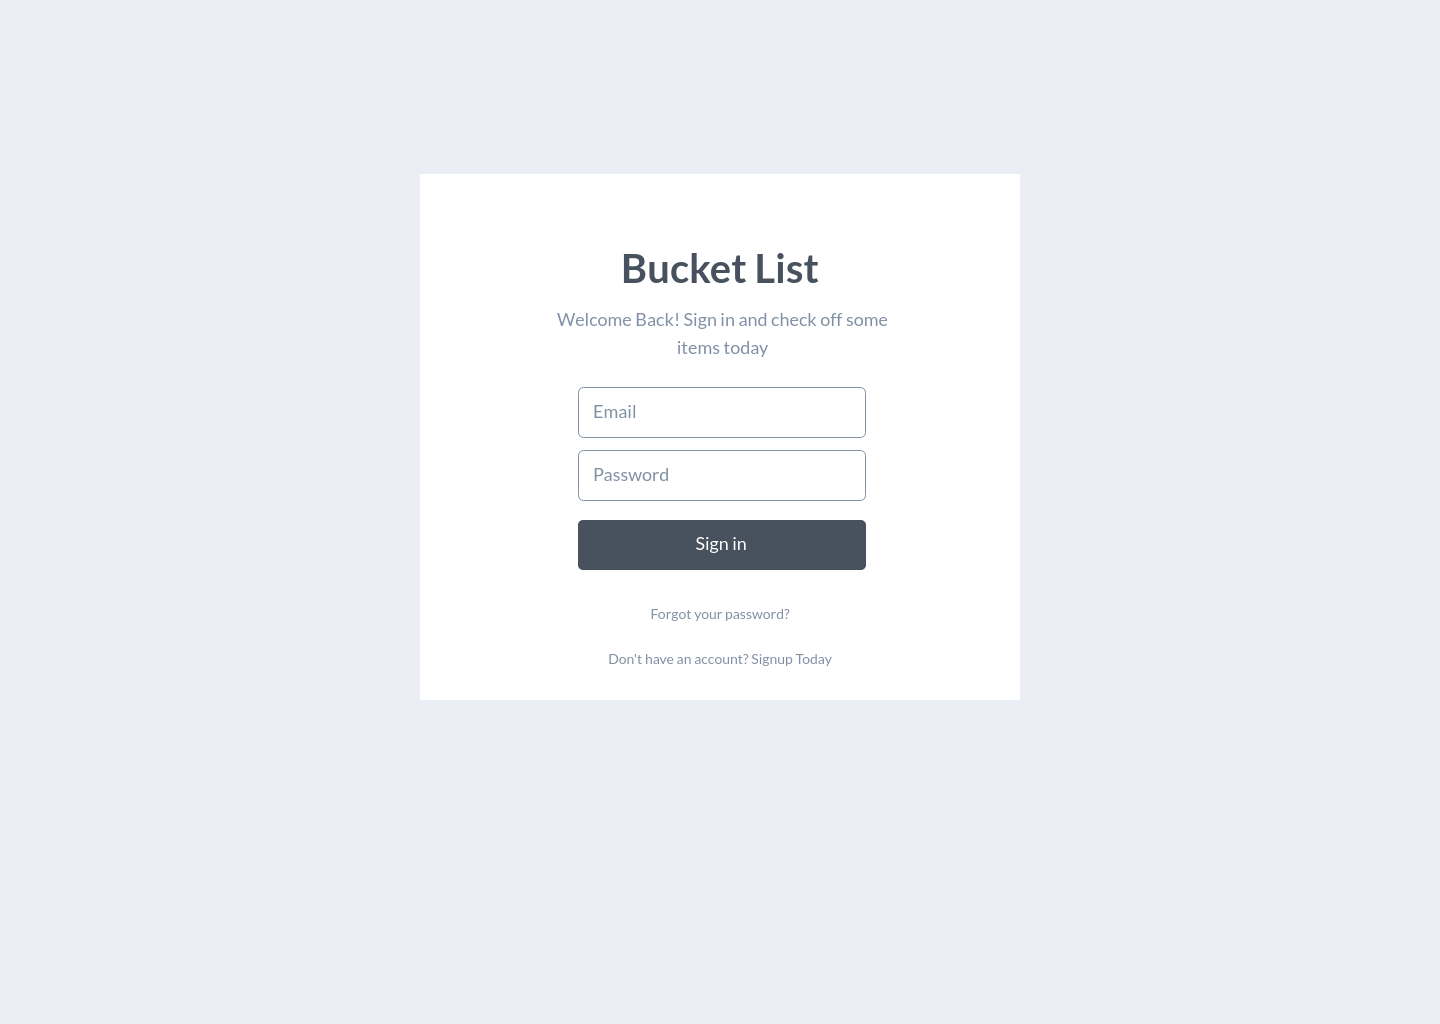 Bucket List
Welcome Back! Sign in and check off some
items today
Email
Password
Sign in
Forgot your password?
Don't have an account? Signup Today